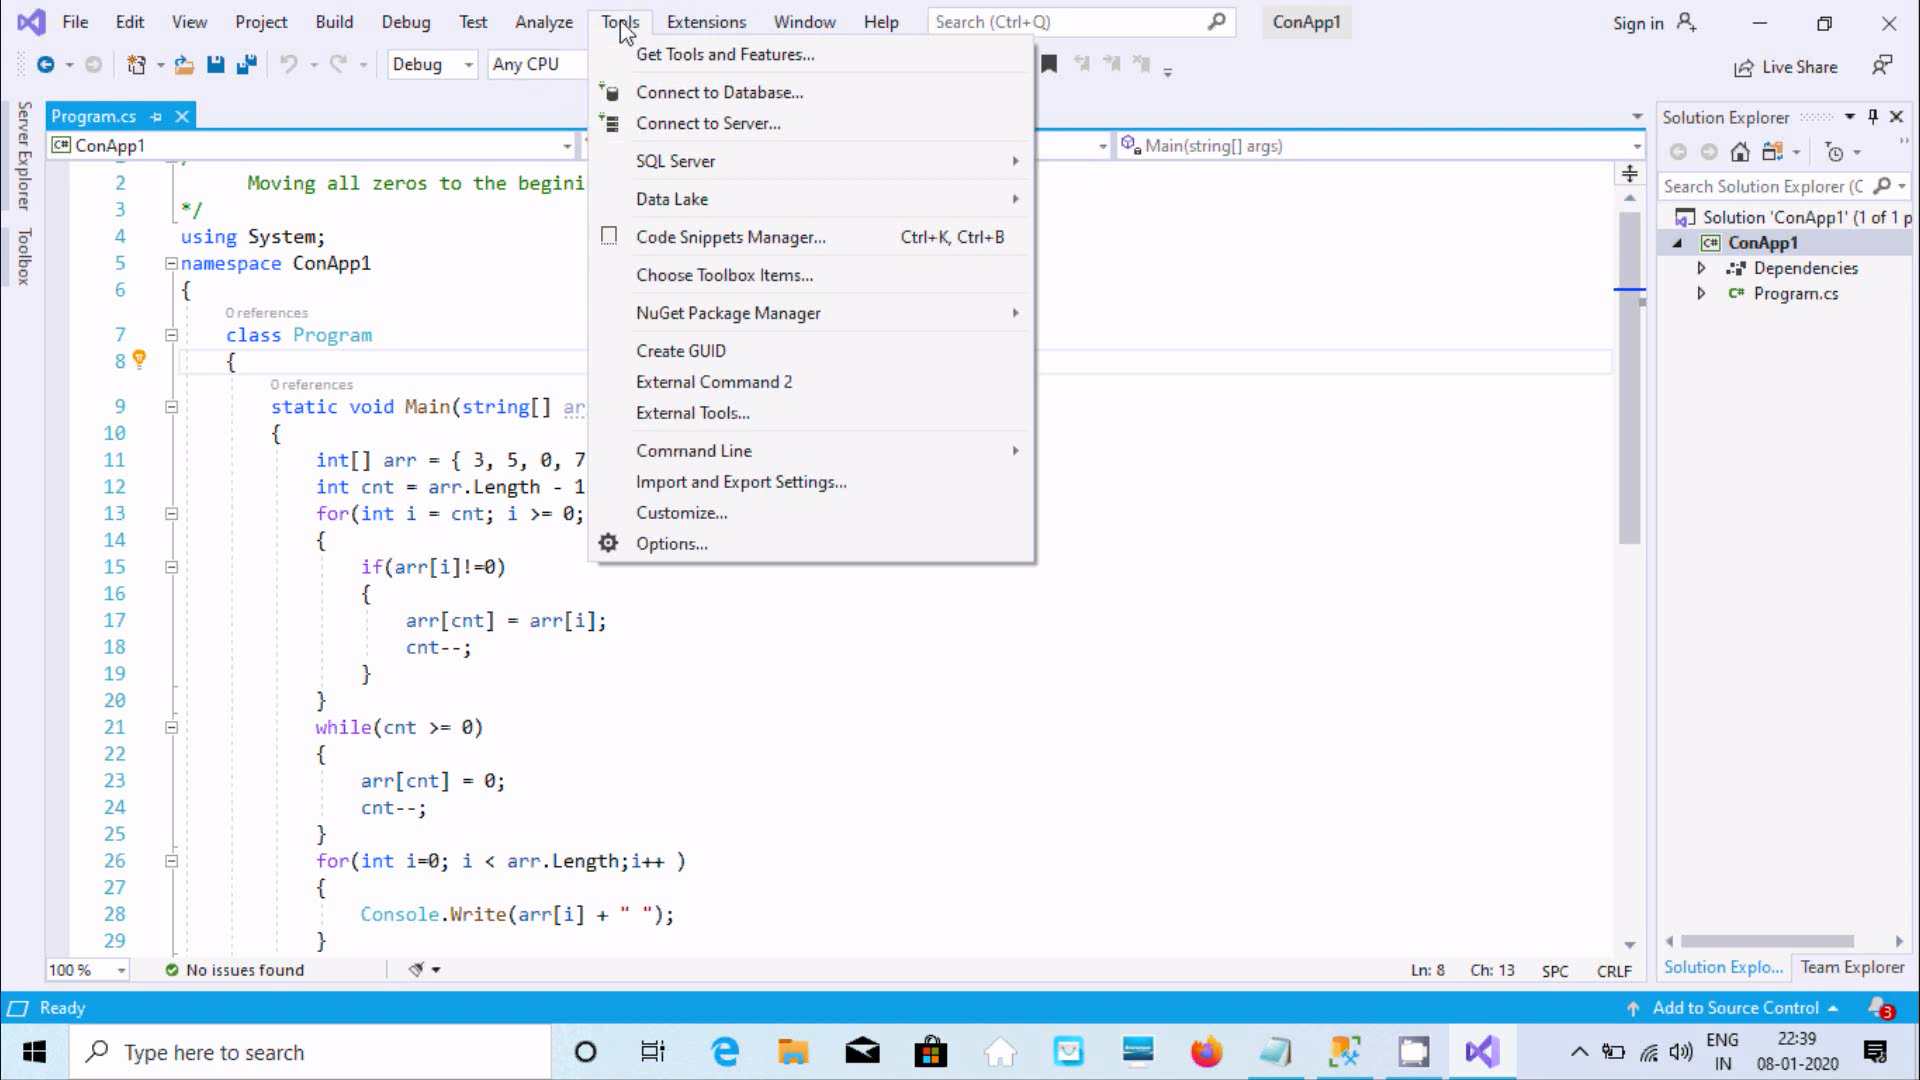 File Edit View Project Build Debug Test Analyze Tools Extensions Window Help Search (Ctrl+Q) ConApp1 Sign in
Debug Any CPU Live Share
Get Tools and Features...
Connect to Database...
Connect to Server...
SQL Server
Data Lake
Code Snippets Manager... Ctrl+K, Ctrl+B
Choose Toolbox Items...
NuGet Package Manager
Create GUID
External Command 2
External Tools...
Command Line
Import and Export Settings...
Customize...
Options...
Server Explorer
Toolbox
Program.cs
ConApp1
Main(string[] args)
2 Moving all zeros to the begini
3 */
4 using System;
5 namespace ConApp1
6 {
0 references
7 class Program
8 {
0 references
9 static void Main(string[] ar
10 {
11 int[] arr = { 3, 5, 0, 7
12 int cnt = arr.Length - 1
13 for(int i = cnt; i >= 0;
14 {
15 if(arr[i]!=0)
16 {
17 arr[cnt] = arr[i];
18 cnt--;
19 }
20 }
21 while(cnt >= 0)
22 {
23 arr[cnt] = 0;
24 cnt--;
25 }
26 for(int i=0; i < arr.Length;i++ )
27 {
28 Console.Write(arr[i] + " ");
29 }
100 % No issues found Ln: 8 Ch: 13 SPC CRLF
Solution Explorer
Search Solution Explorer (C
Solution 'ConApp1' (1 of 1 p
C# ConApp1
Dependencies
C# Program.cs
Solution Explo... Team Explorer
Ready Add to Source Control 3
Type here to search
ENG
IN
22:39
08-01-2020